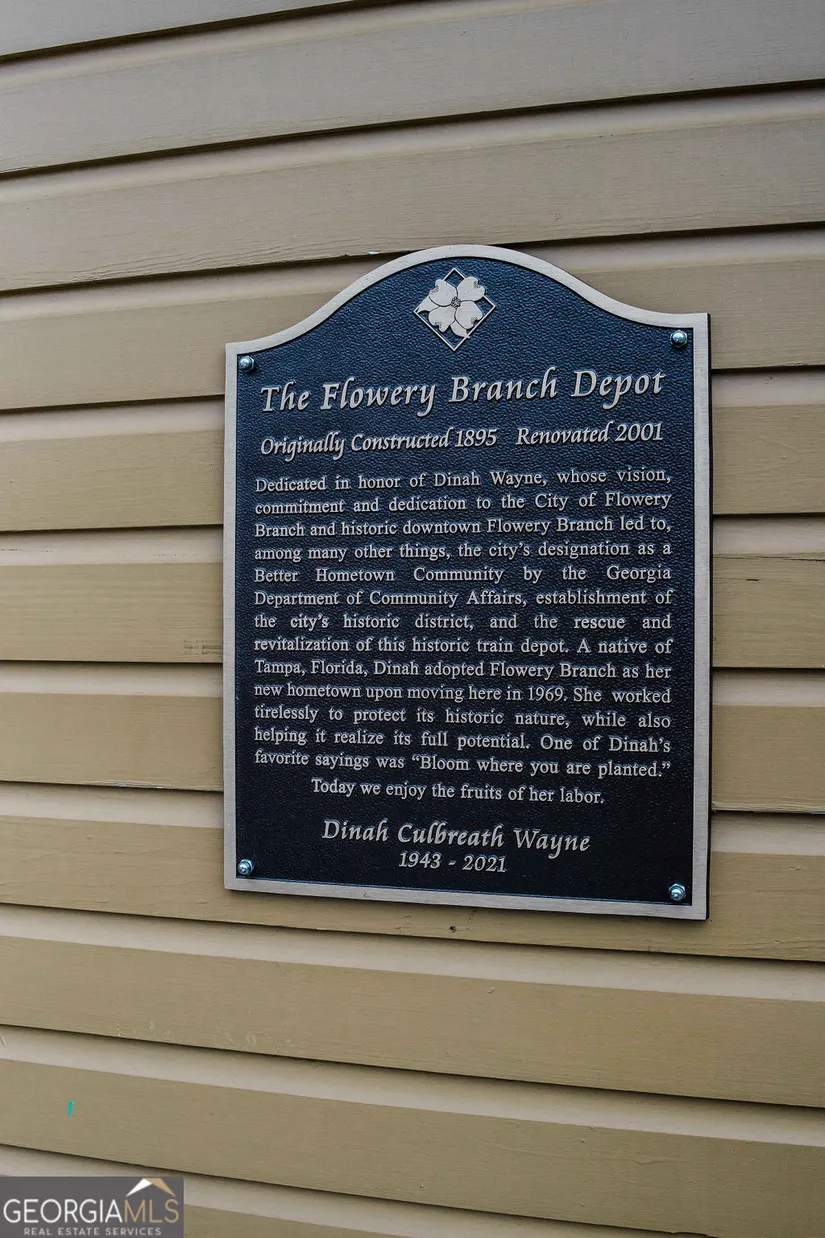 The Flowery Branch Depot
Originally Constructed 1895 Renovated 2001
Dedicated in honor of Dinah Wayne, whose vision,
commitment and dedication to the City of Flowery
Branch and historic downtown Flowery Branch led to,
among many other things, the city's designation as a
Better Hometown Community by the Georgia
Department of Community Affairs, establishment of
the city's historic district, and the rescue and
revitalization of this historic train depot. A native of
Tampa, Florida, Dinah adopted Flowery Branch as her
new hometown upon moving here in 1969. She worked
tirelessly to protect its historic nature, while also
helping it realize its full potential. One of Dinah's
favorite sayings was “Bloom where you are planted.”
Today we enjoy the fruits of her labor.
Dinah Culbreath Wayne
1943 - 2021
GEORGIAMLS
REAL ESTATE SERVICES